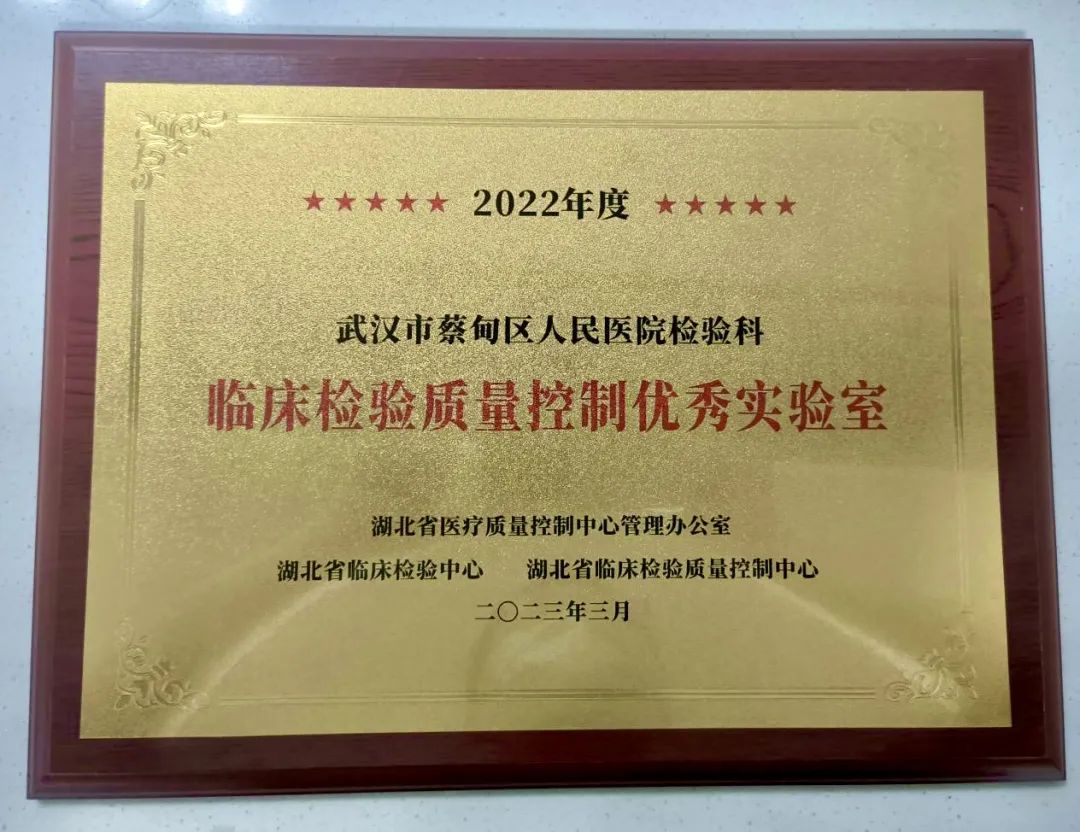 ★★★★★ 2022年度 ★★★★★
武汉市蔡甸区人民医院检验科
临床检验质量控制优秀实验室
湖北省医疗质量控制中心管理办公室
湖北省临床检验中心 湖北省临床检验质量控制中心
二〇二三年三月